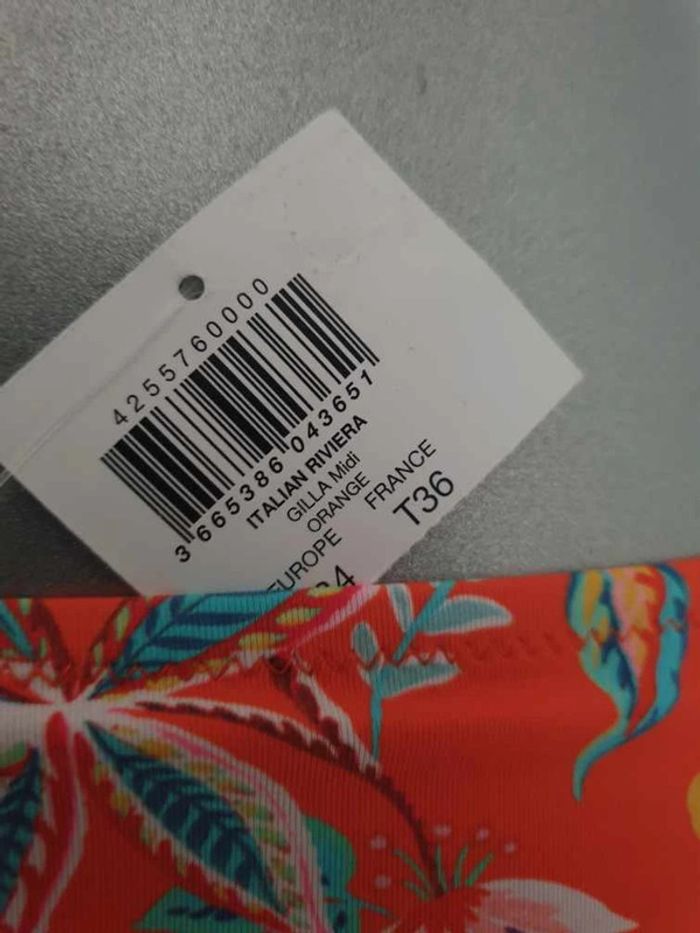 4255760000
3 665386 043651
ITALIAN RIVIERA
GILLA Midi
ORANGE
EUROPE FRANCE
T36